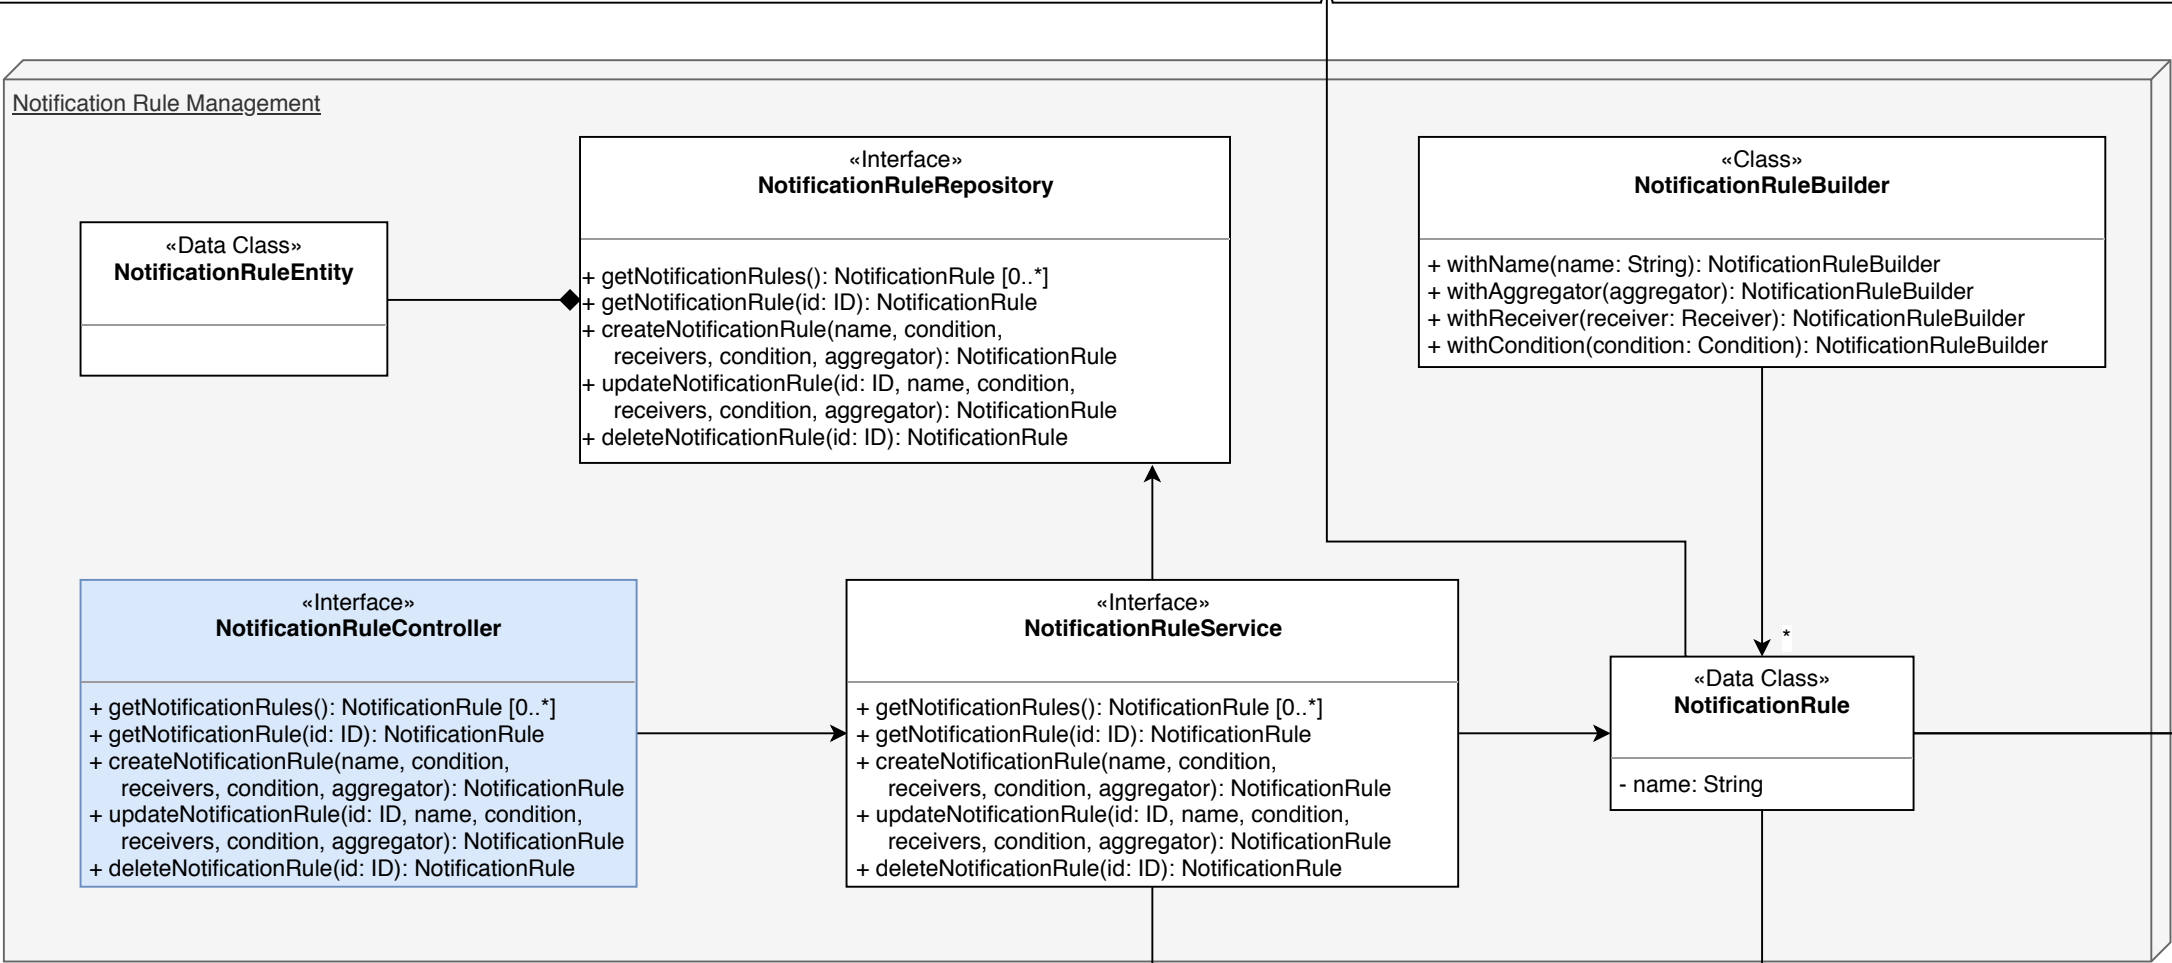 Notification Rule Management
«Interface»
NotificationRuleRepository
+ getNotificationRules(): NotificationRule [0..*]
+ getNotificationRule(id: ID): NotificationRule
+ createNotificationRule(name, condition,
receivers, condition, aggregator): NotificationRule
+ updateNotificationRule(id: ID, name, condition,
receivers, condition, aggregator): NotificationRule
+ deleteNotificationRule(id: ID): NotificationRule
«Class»
NotificationRuleBuilder
+ withName(name: String): NotificationRuleBuilder
+ withAggregator(aggregator): NotificationRuleBuilder
+ withReceiver(receiver: Receiver): NotificationRuleBuilder
+ withCondition(condition: Condition): NotificationRuleBuilder
«Data Class»
NotificationRuleEntity
«Interface»
NotificationRuleController
+ getNotificationRules(): NotificationRule [0..*]
+ getNotificationRule(id: ID): NotificationRule
+ createNotificationRule(name, condition,
receivers, condition, aggregator): NotificationRule
+ updateNotificationRule(id: ID, name, condition,
receivers, condition, aggregator): NotificationRule
+ deleteNotificationRule(id: ID): NotificationRule
«Interface»
NotificationRuleService
+ getNotificationRules(): NotificationRule [0..*]
+ getNotificationRule(id: ID): NotificationRule
+ createNotificationRule(name, condition,
receivers, condition, aggregator): NotificationRule
+ updateNotificationRule(id: ID, name, condition,
receivers, condition, aggregator): NotificationRule
+ deleteNotificationRule(id: ID): NotificationRule
*
«Data Class»
NotificationRule
- name: String